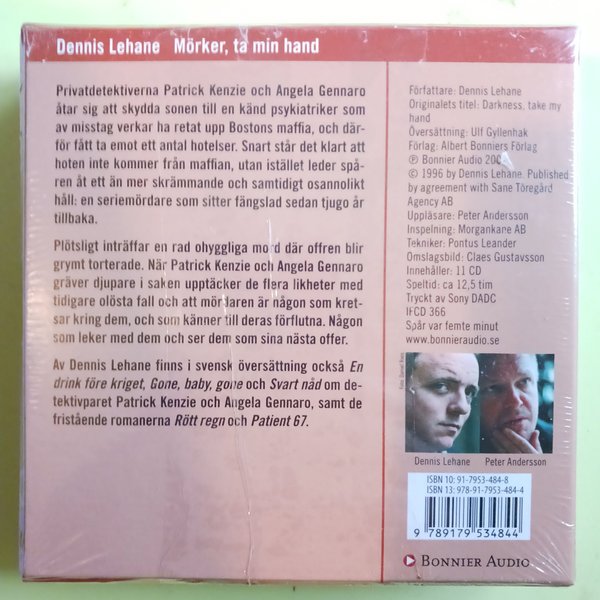 Dennis Lehane Mörker, ta min hand
Privatdetektiverna Patrick Kenzie och Angela Gennaro
åtar sig att skydda sonen till en känd psykiatriker som
av misstag verkar ha retat upp Bostons maffia, och där-
för fått ta emot ett antal hotelser. Snart står det klart att
hoten inte kommer från maffian, utan istället leder spå-
ren åt ett än mer skrämmande och samtidigt osannolikt
håll: en seriemördare som sitter fängslad sedan tjugo år
tillbaka.
Plötsligt inträffar en rad ohyggliga mord där offren blir
grymt torterade. När Patrick Kenzie och Angela Gennaro
gräver djupare i saken upptäcker de flera likheter med
tidigare olösta fall och att mördaren är någon som kret-
sar kring dem, och som känner till deras förflutna. Någon
som leker med dem och ser dem som sina nästa offer.
Av Dennis Lehane finns i svensk översättning också En
drink före kriget, Gone, baby, gone och Svart nåd om de-
tektivparet Patrick Kenzie och Angela Gennaro, samt de
fristående romanerna Rött regn och Patient 67.
Författare: Dennis Lehane
Originalets titel: Darkness, take my
hand
Översättning: Ulf Gyllenhak
Förlag: Albert Bonniers Förlag
℗ Bonnier Audio
© 1996 by Dennis Lehane. Published
by agreement with Sane Töregård
Agency AB
Uppläsare: Peter Andersson
Inspelning: Morgankane AB
Tekniker: Pontus Leander
Omslagsbild: Claes Gustavsson
Innehåller: 11 CD
Speltid: ca 12,5 tim
Tryckt av Sony DADC
IFCD 366
Spår var femte minut
www.bonnieraudio.se
Dennis Lehane Peter Andersson
ISBN 10: 91-7953-484-8
ISBN 13: 978-91-7953-484-4
9 789179 534844
BONNIER AUDIO